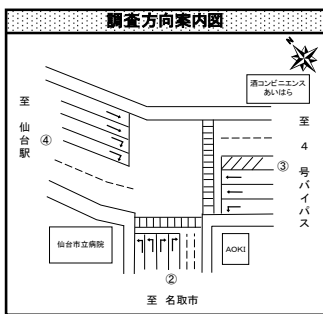 調査方向案内図
N
酒コンビニエンス
あいはら
至 仙台駅
④
至 4号バイパス
③
仙台市立病院
AOKI
②
至 名取市